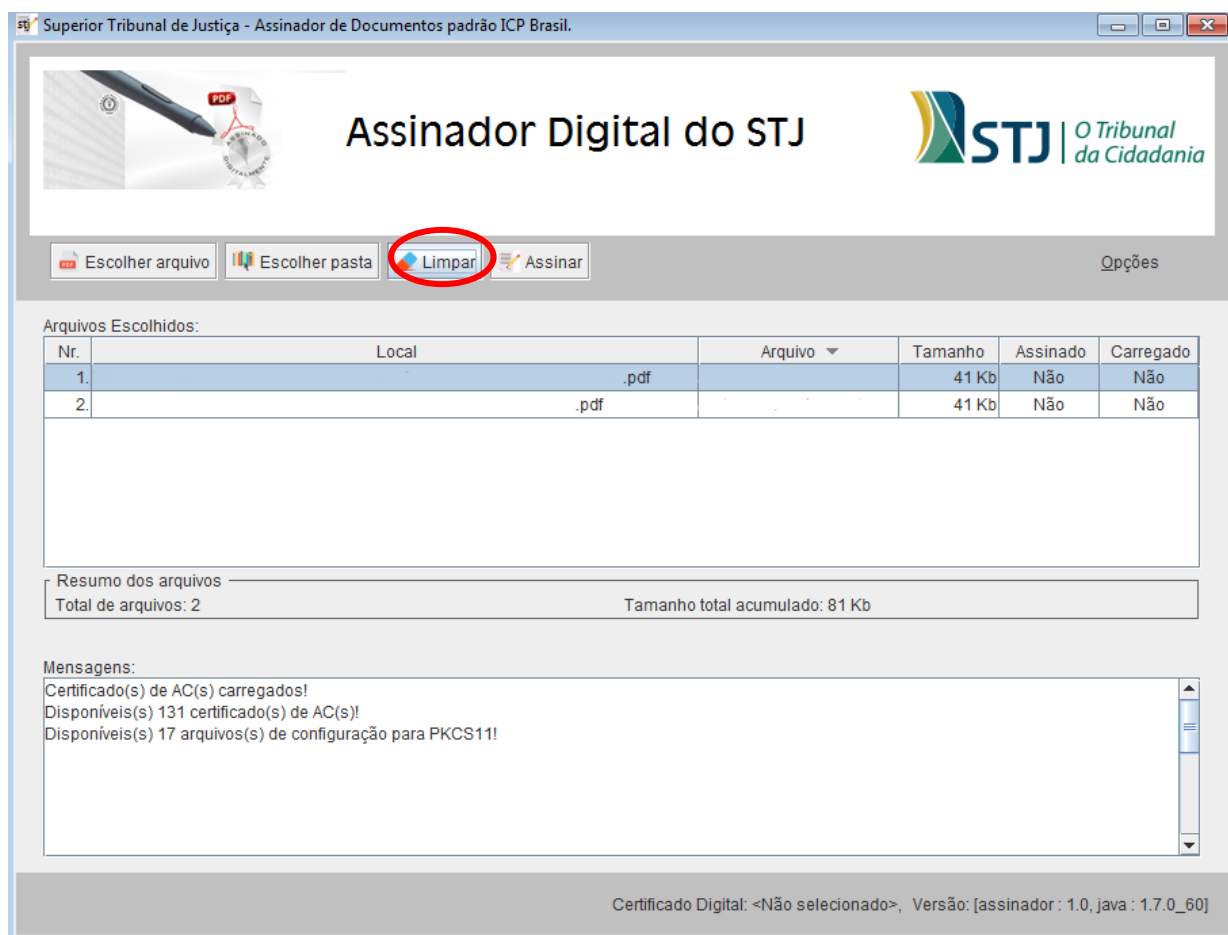 Superior Tribunal de Justiça - Assinador de Documentos padrão ICP Brasil.
PDF
ASSINADO DIGITALMENTE
Assinador Digital do STJ
STJ O Tribunal da Cidadania
Escolher arquivo Escolher pasta Limpar Assinar Opções
Arquivos Escolhidos:
Nr. Local Arquivo Tamanho Assinado Carregado
1. .pdf 41 Kb Não Não
2. .pdf 41 Kb Não Não
Resumo dos arquivos
Total de arquivos: 2 Tamanho total acumulado: 81 Kb
Mensagens:
Certificado(s) de AC(s) carregados!
Disponíveis(s) 131 certificado(s) de AC(s)!
Disponíveis(s) 17 arquivos(s) de configuração para PKCS11!
Certificado Digital: <Não selecionado>, Versão: [assinador : 1.0, java : 1.7.0_60]